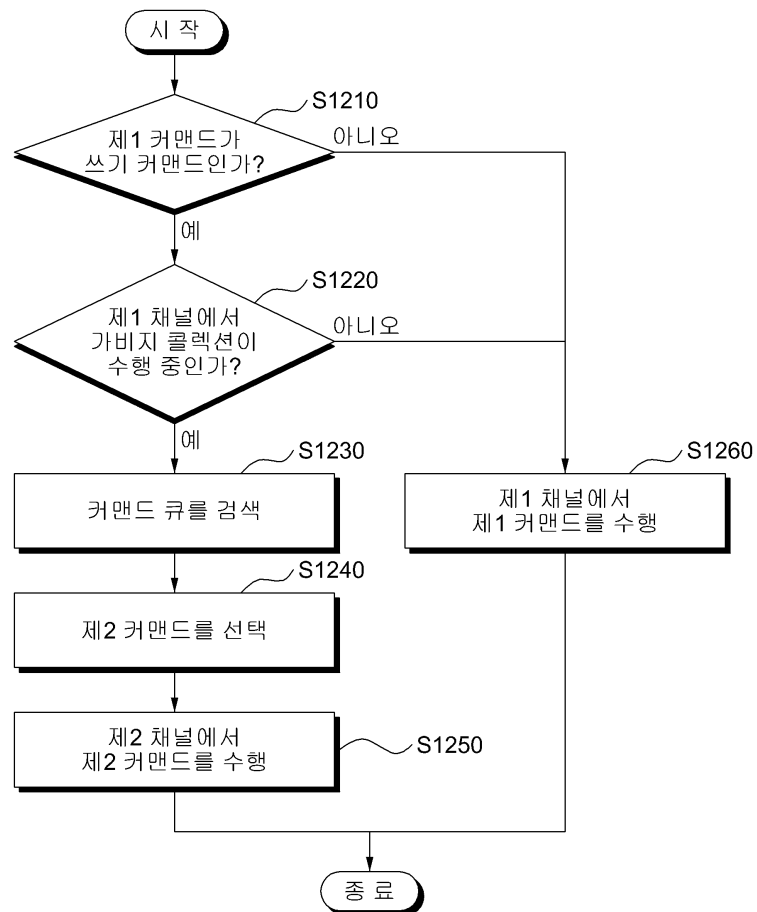 시 작
S1210
제1 커맨드가
쓰기 커맨드인가?
아니오
예
S1220
제1 채널에서
가비지 콜렉션이
수행 중인가?
아니오
예
S1230
커맨드 큐를 검색
S1260
제1 채널에서
제1 커맨드를 수행
S1240
제2 커맨드를 선택
제2 채널에서
제2 커맨드를 수행
S1250
종 료